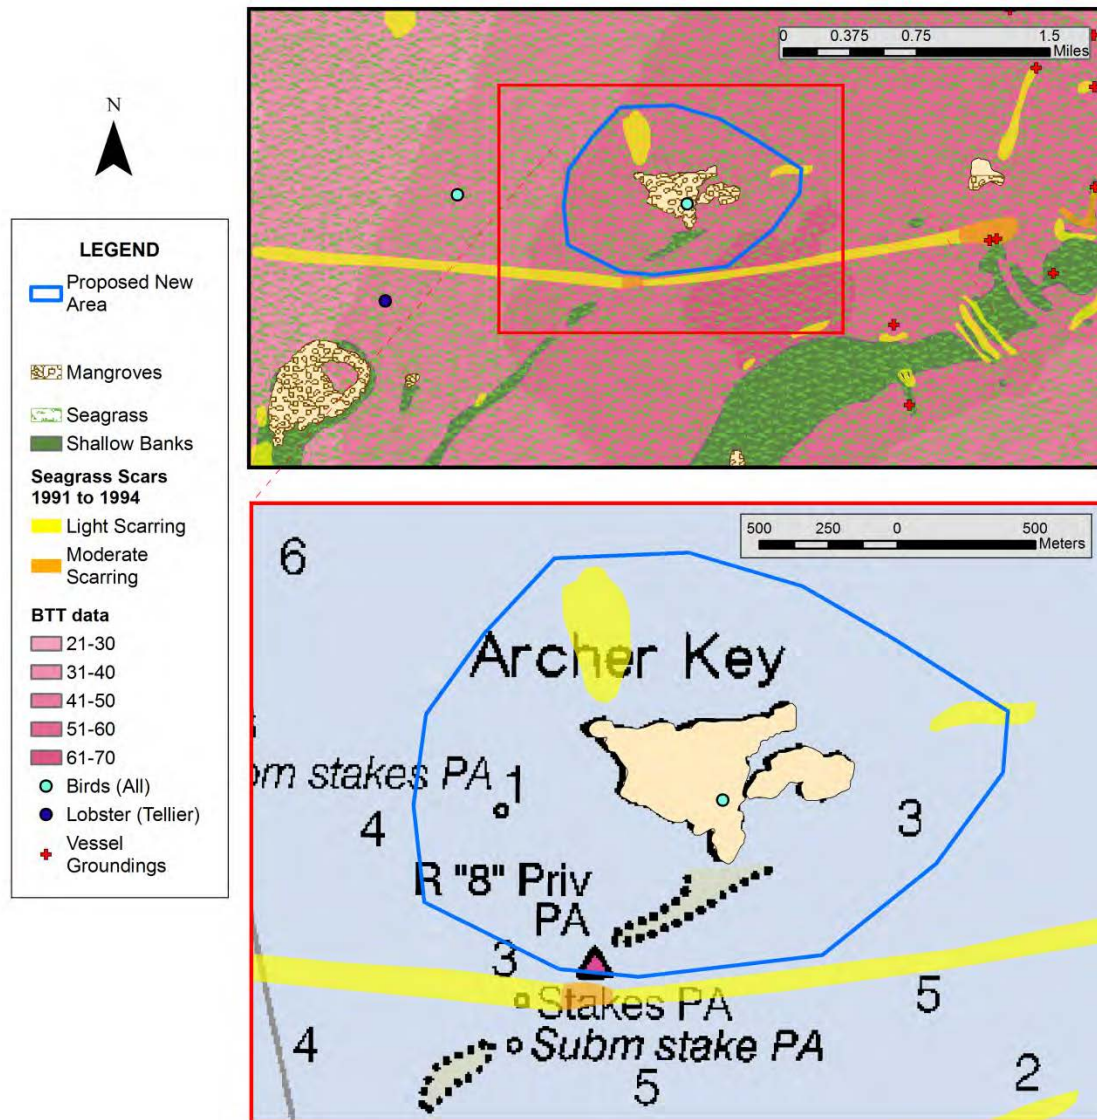 N
LEGEND
Proposed New
Area
Mangroves
Seagrass
Shallow Banks
Seagrass Scars
1991 to 1994
Light Scarring
Moderate
Scarring
BTT data
21-30
31-40
41-50
51-60
61-70
Birds (All)
Lobster (Tellier)
Vessel
Groundings
0 0.375 0.75 1.5
Miles
500 250 0 500
Meters
6
Archer Key
stakes PA
1
4
3
R "8" Priv
PA
3
Stakes PA
5
4
Subm stake PA
5
2